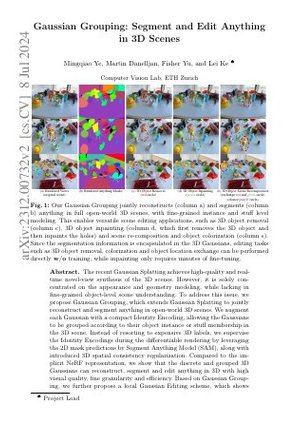 arXiv:2312.00732v2 [cs.CV] 8 Jul 2024
Gaussian Grouping: Segment and Edit Anything
in 3D Scenes
Mingqiao Ye, Martin Danelljan, Fisher Yu, and Lei Ke ♠
Computer Vision Lab, ETH Zurich
Fig. 1: Our Gaussian Grouping jointly reconstructs (column a) and segments (column
b) anything in full open-world 3D scenes, with fine-grained instance and stuff level
modeling. This enables versatile scene editing applications, such as 3D object removal
(column c), 3D object inpainting (column d, which first removes the 3D object and
then inpaints the holes) and scene re-composition and object colorization (column e).
Since the segmentation information is encapsulated in the 3D Gaussians, editing tasks
such as 3D object removal, colorization and object location exchange can be performed
directly w/o training, while inpainting only requires minutes of fine-tuning.
Abstract. The recent Gaussian Splatting achieves high-quality and real-
time novel-view synthesis of the 3D scenes. However, it is solely con-
centrated on the appearance and geometry modeling, while lacking in
fine-grained object-level scene understanding. To address this issue, we
propose Gaussian Grouping, which extends Gaussian Splatting to jointly
reconstruct and segment anything in open-world 3D scenes. We augment
each Gaussian with a compact Identity Encoding, allowing the Gaussians
to be grouped according to their object instance or stuff membership in
the 3D scene. Instead of resorting to expensive 3D labels, we supervise
the Identity Encodings during the differentiable rendering by leveraging
the 2D mask predictions by Segment Anything Model (SAM), along with
introduced 3D spatial consistency regularization. Compared to the im-
plicit NeRF representation, we show that the discrete and grouped 3D
Gaussians can reconstruct, segment and edit anything in 3D with high
visual quality, fine granularity and efficiency. Based on Gaussian Group-
ing, we further propose a local Gaussian Editing scheme, which shows
♠ Project Lead